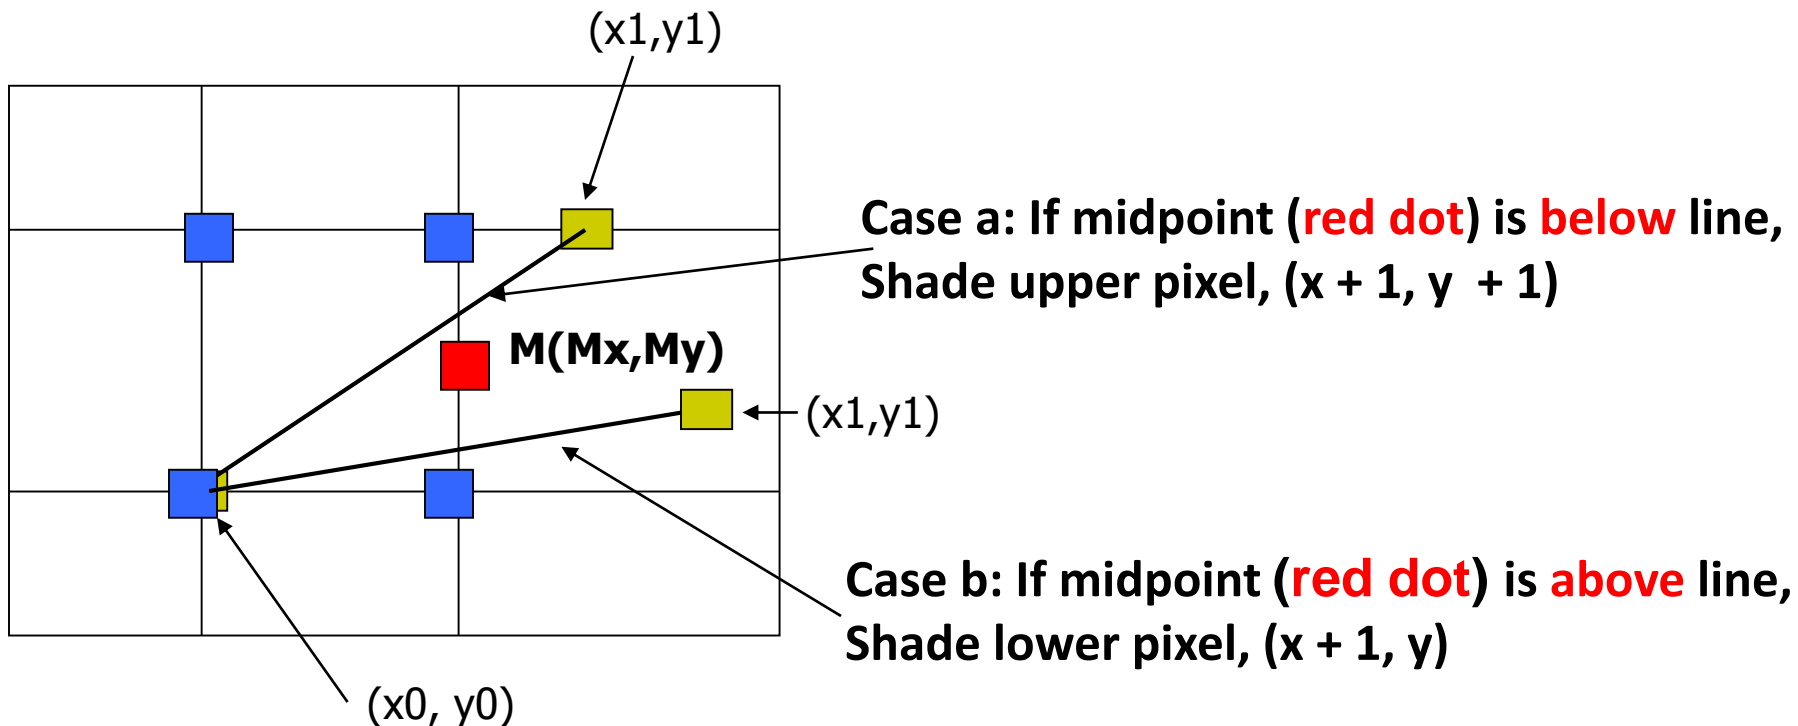 (x1,y1)
Case a: If midpoint (red dot) is below line,
Shade upper pixel, (x + 1, y + 1)
M(Mx,My)
(x1,y1)
Case b: If midpoint (red dot) is above line,
Shade lower pixel, (x + 1, y)
(x0, y0)